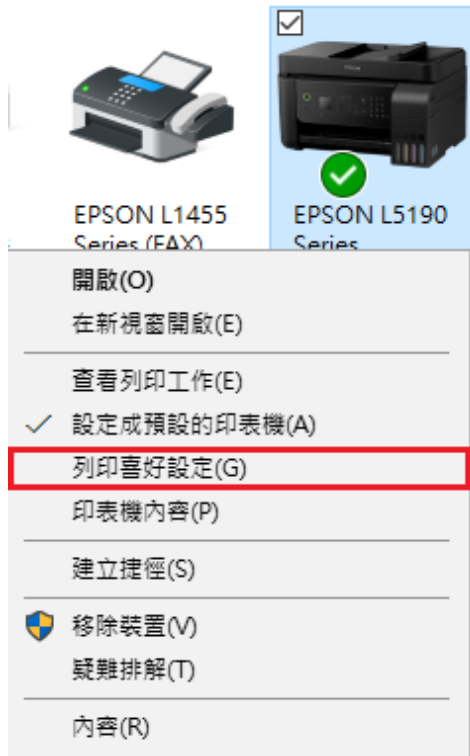 EPSON L1455
Series (FAX)
EPSON L5190
Series
開啟(O)
在新視窗開啟(E)
查看列印工作(E)
設定成預設的印表機(A)
列印喜好設定(G)
印表機內容(P)
建立捷徑(S)
移除裝置(V)
疑難排解(T)
內容(R)